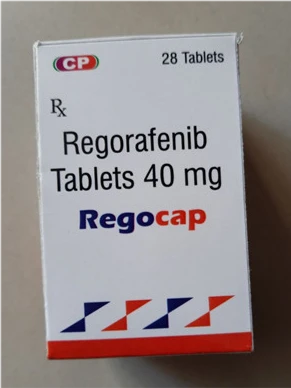 CP
28 Tablets
Rx
Regorafenib
Tablets 40 mg
Regocap